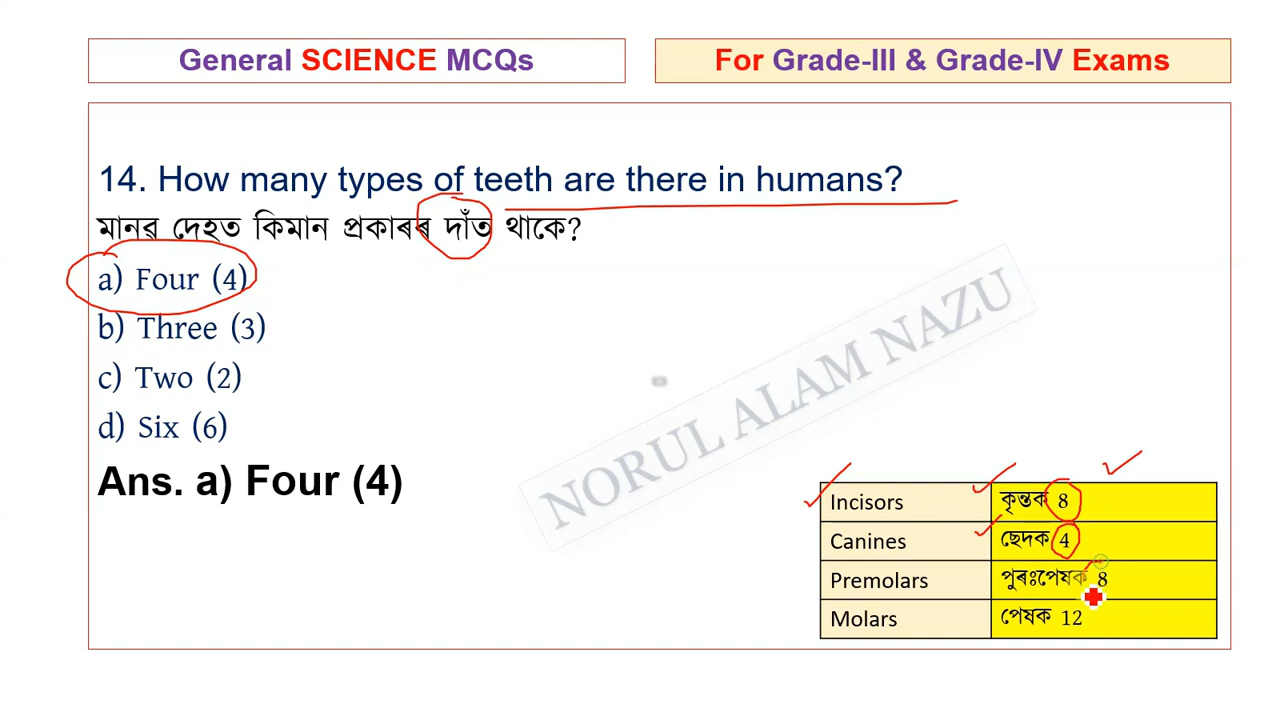 General SCIENCE MCQs
For Grade-III & Grade-IV Exams
14. How many types of teeth are there in humans?
মানৱ দেহত কিমান প্ৰকাৰৰ দাঁত থাকে?
a) Four (4)
b) Three (3)
c) Two (2)
d) Six (6)
Ans. a) Four (4)
NORUL ALAM NAZU
Incisors কৃন্তক 8
Canines ছেদক 4
Premolars পুৰঃপেষক 8
Molars পেষক 12